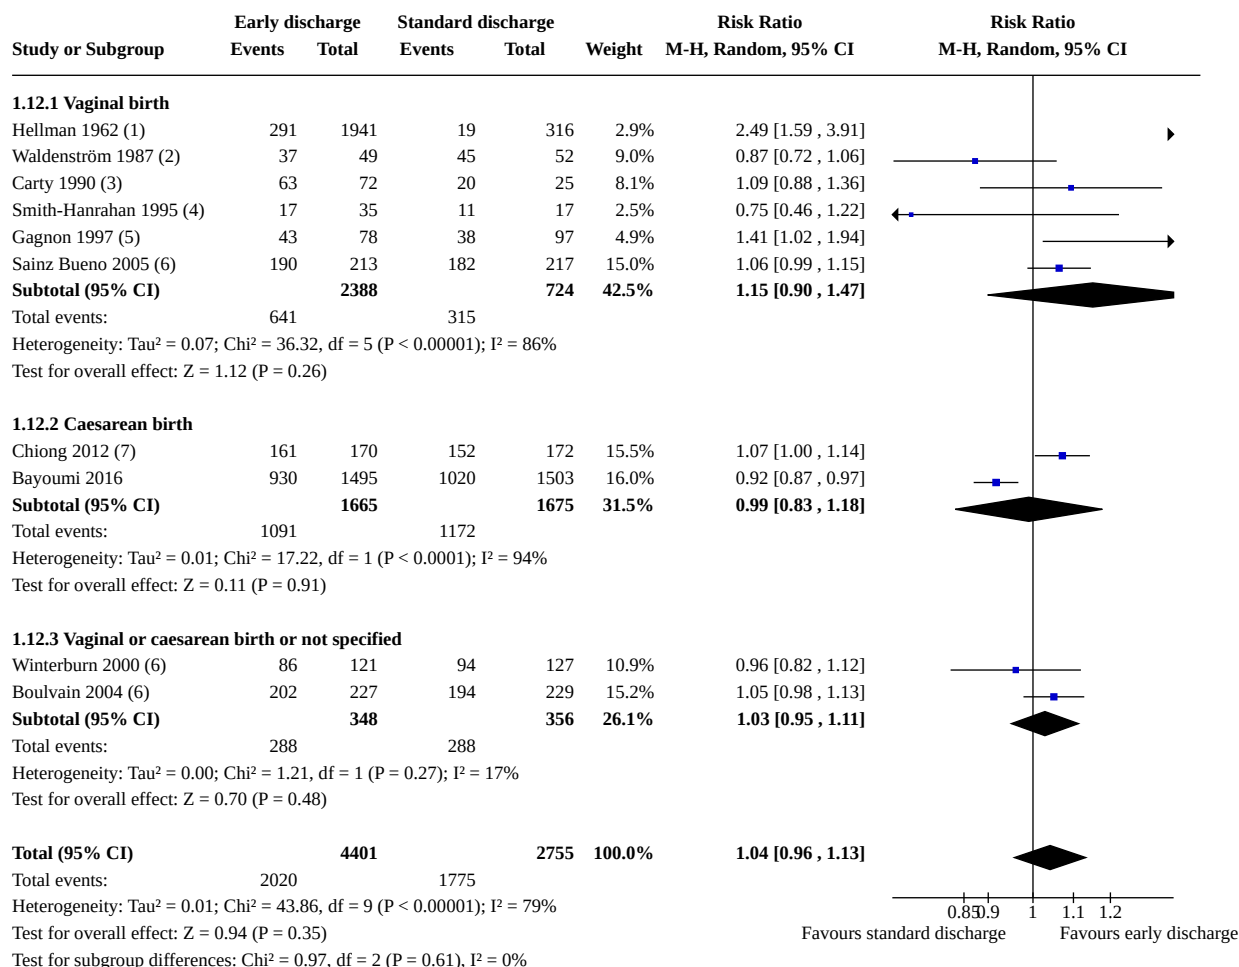 Early discharge Standard discharge Risk Ratio Risk Ratio
Study or Subgroup Events Total Events Total Weight M-H, Random, 95% CI M-H, Random, 95% CI
1.12.1 Vaginal birth
Hellman 1962 (1) 291 1941 19 316 2.9% 2.49 [1.59 , 3.91]
Waldenström 1987 (2) 37 49 45 52 9.0% 0.87 [0.72 , 1.06]
Carty 1990 (3) 63 72 20 25 8.1% 1.09 [0.88 , 1.36]
Smith-Hanrahan 1995 (4) 17 35 11 17 2.5% 0.75 [0.46 , 1.22]
Gagnon 1997 (5) 43 78 38 97 4.9% 1.41 [1.02 , 1.94]
Sainz Bueno 2005 (6) 190 213 182 217 15.0% 1.06 [0.99 , 1.15]
Subtotal (95% CI) 2388 724 42.5% 1.15 [0.90 , 1.47]
Total events: 641 315
Heterogeneity: Tau² = 0.07; Chi² = 36.32, df = 5 (P < 0.00001); I² = 86%
Test for overall effect: Z = 1.12 (P = 0.26)
1.12.2 Caesarean birth
Chiong 2012 (7) 161 170 152 172 15.5% 1.07 [1.00 , 1.14]
Bayoumi 2016 930 1495 1020 1503 16.0% 0.92 [0.87 , 0.97]
Subtotal (95% CI) 1665 1675 31.5% 0.99 [0.83 , 1.18]
Total events: 1091 1172
Heterogeneity: Tau² = 0.01; Chi² = 17.22, df = 1 (P < 0.0001); I² = 94%
Test for overall effect: Z = 0.11 (P = 0.91)
1.12.3 Vaginal or caesarean birth or not specified
Winterburn 2000 (6) 86 121 94 127 10.9% 0.96 [0.82 , 1.12]
Boulvain 2004 (6) 202 227 194 229 15.2% 1.05 [0.98 , 1.13]
Subtotal (95% CI) 348 356 26.1% 1.03 [0.95 , 1.11]
Total events: 288 288
Heterogeneity: Tau² = 0.00; Chi² = 1.21, df = 1 (P = 0.27); I² = 17%
Test for overall effect: Z = 0.70 (P = 0.48)
Total (95% CI) 4401 2755 100.0% 1.04 [0.96 , 1.13]
Total events: 2020 1775
Heterogeneity: Tau² = 0.01; Chi² = 43.86, df = 9 (P < 0.00001); I² = 79%
0.85 0.9 1 1.1 1.2
Test for overall effect: Z = 0.94 (P = 0.35) Favours standard discharge Favours early discharge
Test for subgroup differences: Chi² = 0.97, df = 2 (P = 0.61), I² = 0%